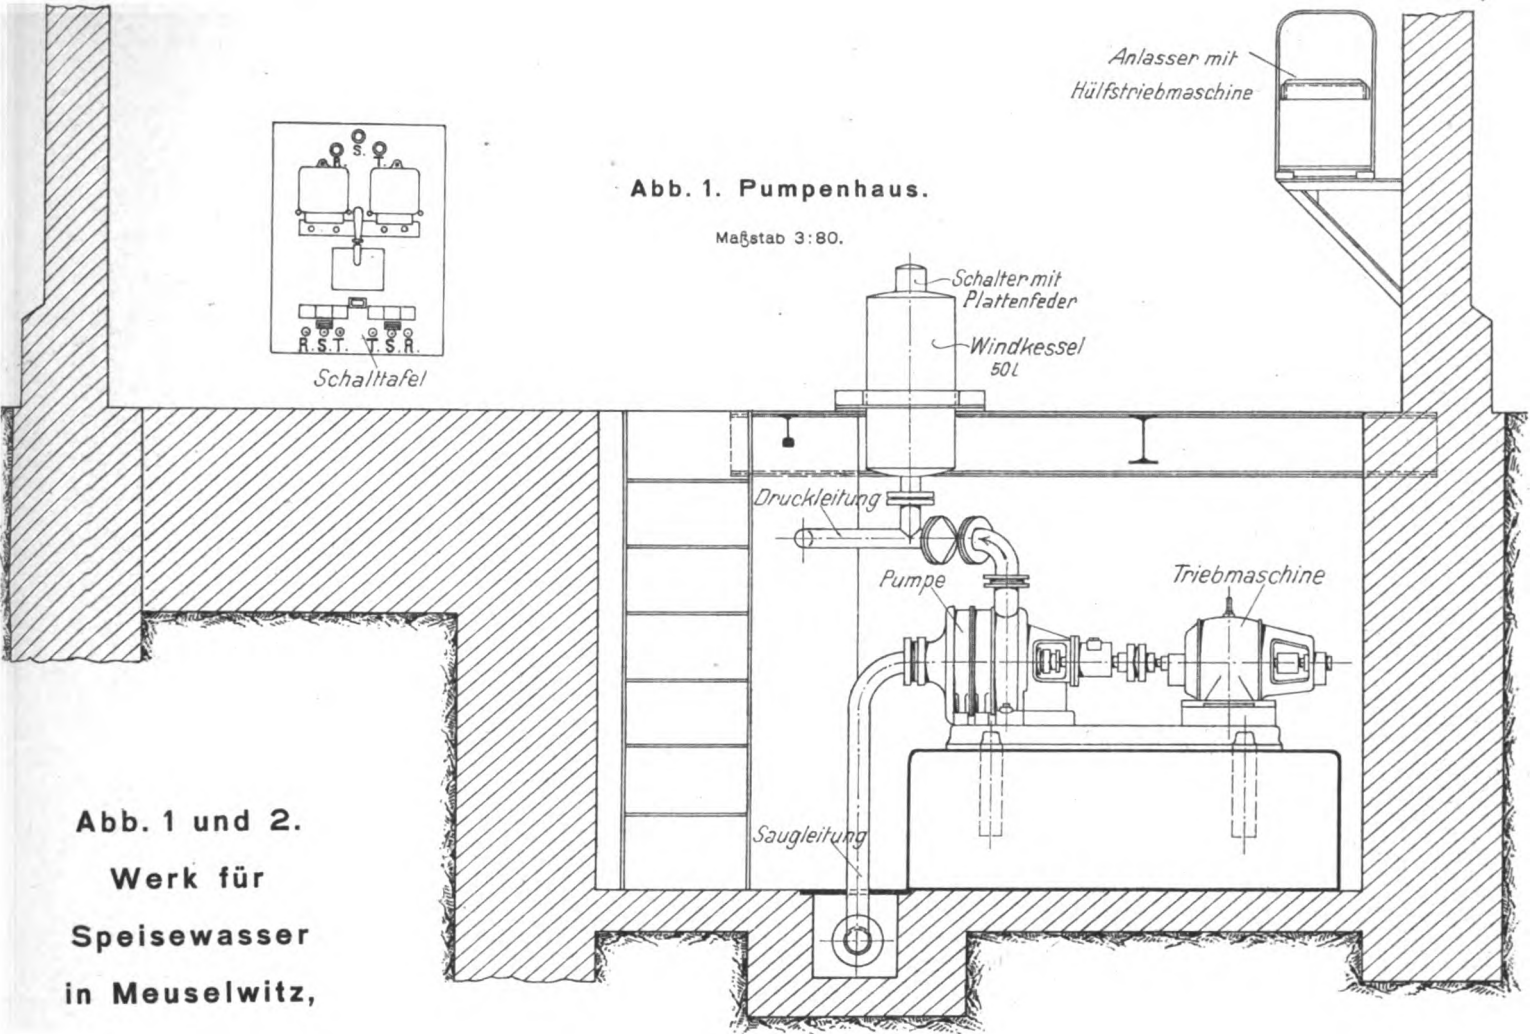 Anlasser mit
Hülfstriebmaschine
S.
R. T.
Abb. 1. Pumpenhaus.
Maßstab 3:80.
Schalter mit
Plattenfeder
Windkessel
50 l
R. S. T. T. S. R.
Schalttafel
Druckleitung
Pumpe
Triebmaschine
Saugleitung
Abb. 1 und 2.
Werk für
Speisewasser
in Meuselwitz,